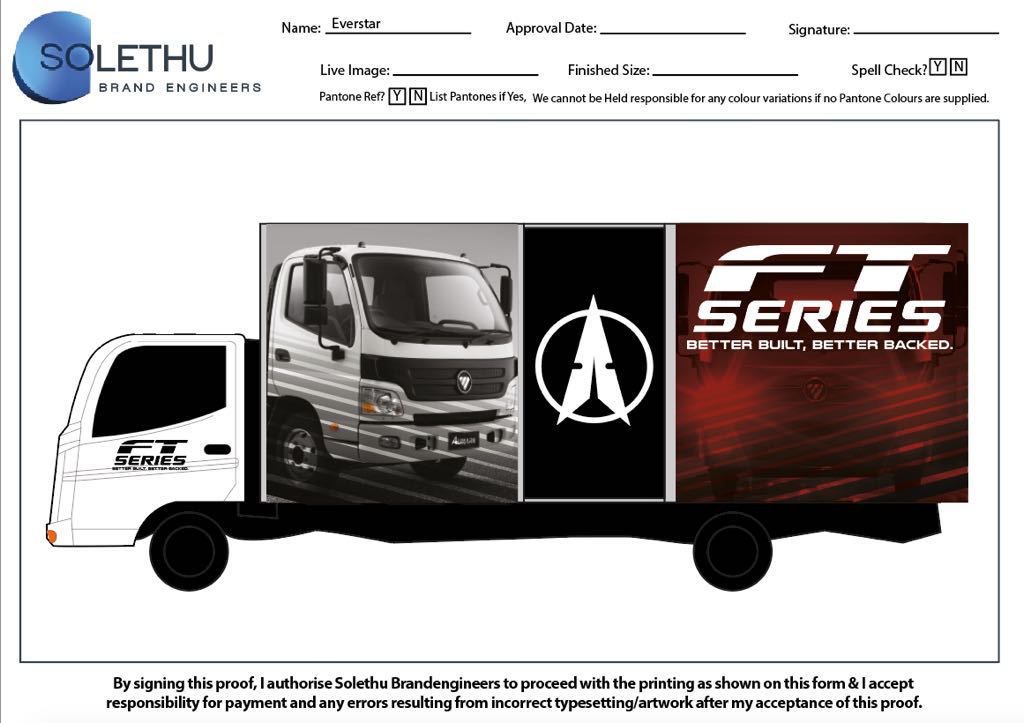 SOLETHU
BRAND ENGINEERS
Name: Everstar
Approval Date:
Signature:
Live Image:
Finished Size:
Spell Check? Y N
Pantone Ref? Y N List Pantones if Yes, We cannot be Held responsible for any colour variations if no Pantone Colours are supplied.
FT
SERIES
BETTER BUILT, BETTER BACKED.
AUMARK
FT
SERIES
BETTER BUILT, BETTER BACKED.
By signing this proof, I authorise Solethu Brandengineers to proceed with the printing as shown on this form & I accept
responsibility for payment and any errors resulting from incorrect typesetting/artwork after my acceptance of this proof.